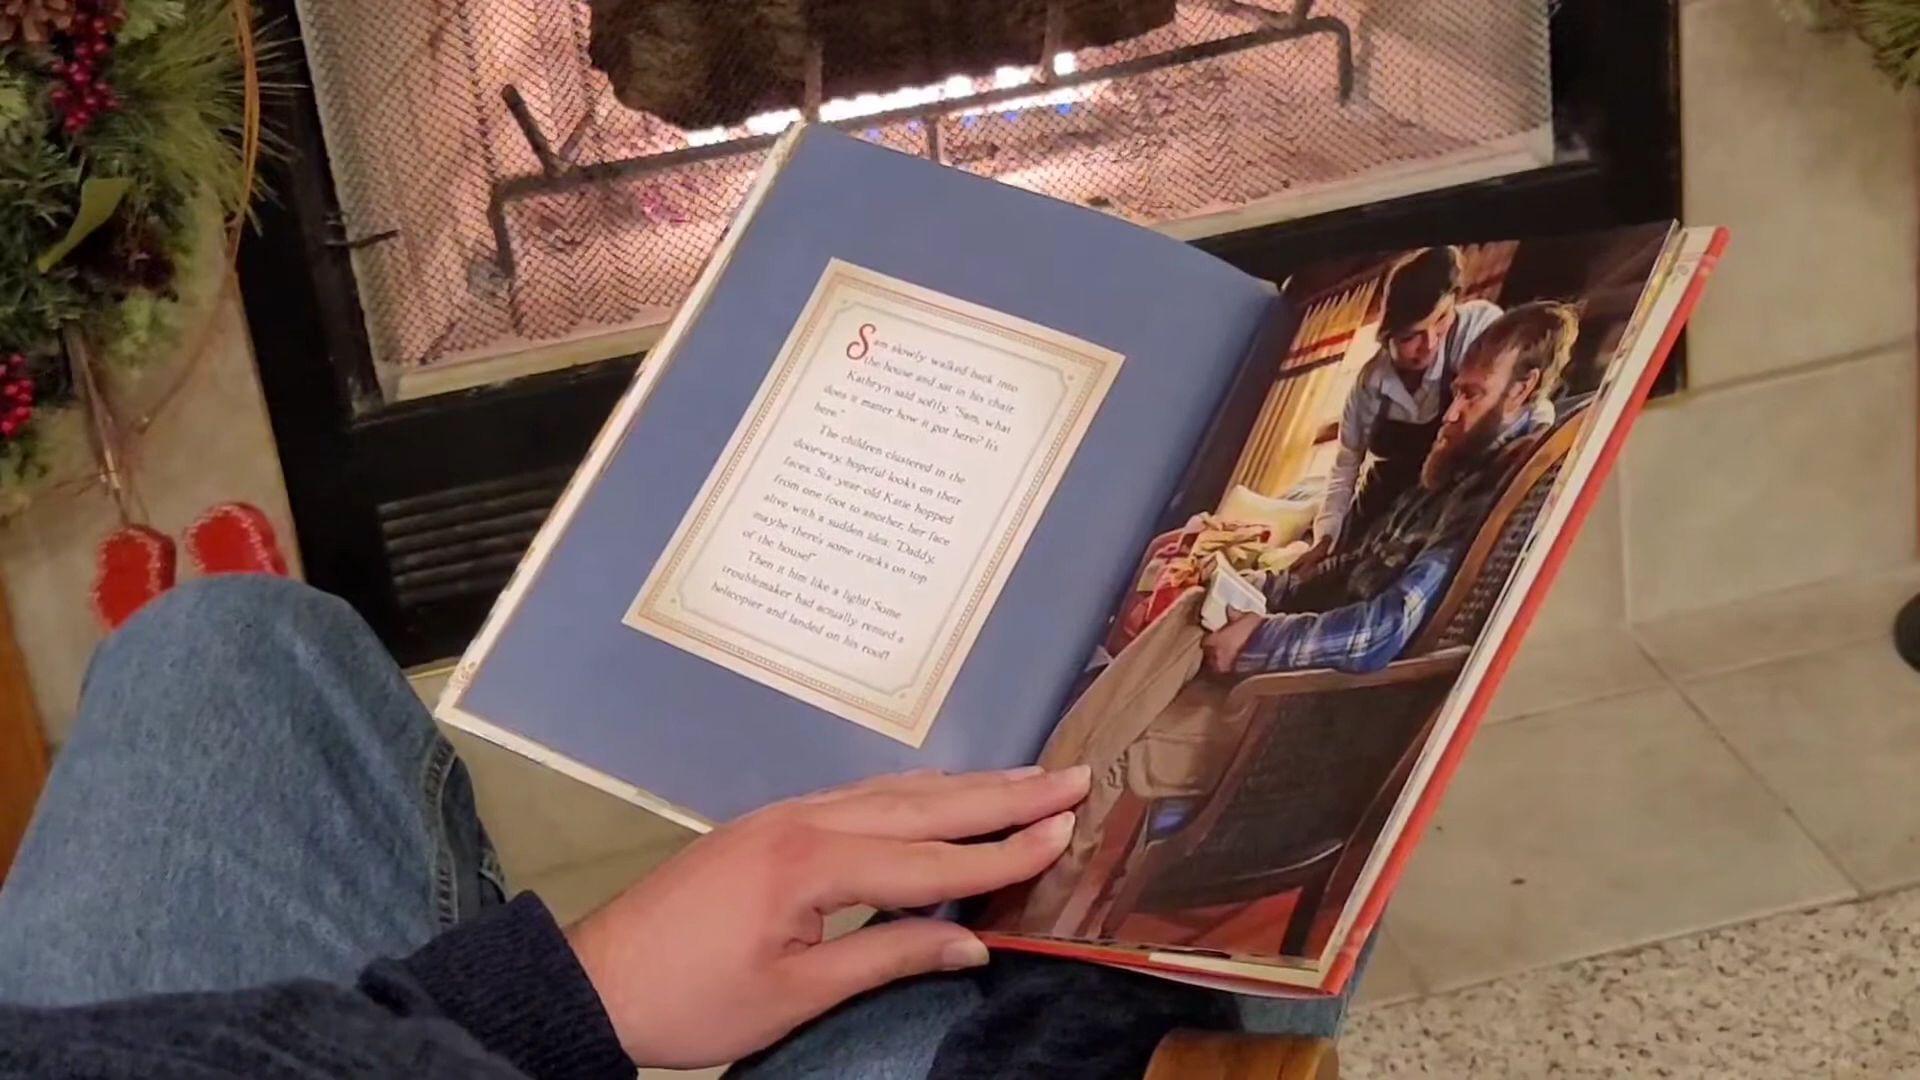 Sam slowly walked back into
the house and sat in his chair.
Kathryn said softly, "Sam, what
does it matter how it got here? It's
here."
The children clustered in the
doorway, hopeful looks on their
faces. Six-year-old Katie hopped
from one foot to another, her face
alive with a sudden idea: "Daddy,
maybe there's some tracks on top
of the house!"
Then it him like a light! Some
troublemaker had actually rented a
helicopter and landed on his roof!